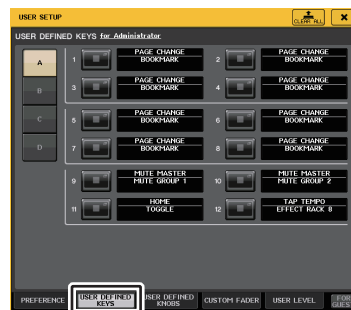 USER SETUP
CLEAR ALL
USER DEFINED KEYS for Administrator
A
B
C
D
1 PAGE CHANGE BOOKMARK
2 PAGE CHANGE BOOKMARK
3 PAGE CHANGE BOOKMARK
4 PAGE CHANGE BOOKMARK
5 PAGE CHANGE BOOKMARK
6 PAGE CHANGE BOOKMARK
7 PAGE CHANGE BOOKMARK
8 PAGE CHANGE BOOKMARK
9 MUTE MASTER MUTE GROUP 1
10 MUTE MASTER MUTE GROUP 2
11 HOME TOGGLE
12 TAP TEMPO EFFECT RACK 8
PREFERENCE
USER DEFINED KEYS
USER DEFINED KNOBS
CUSTOM FADER
USER LEVEL
FOR GUES